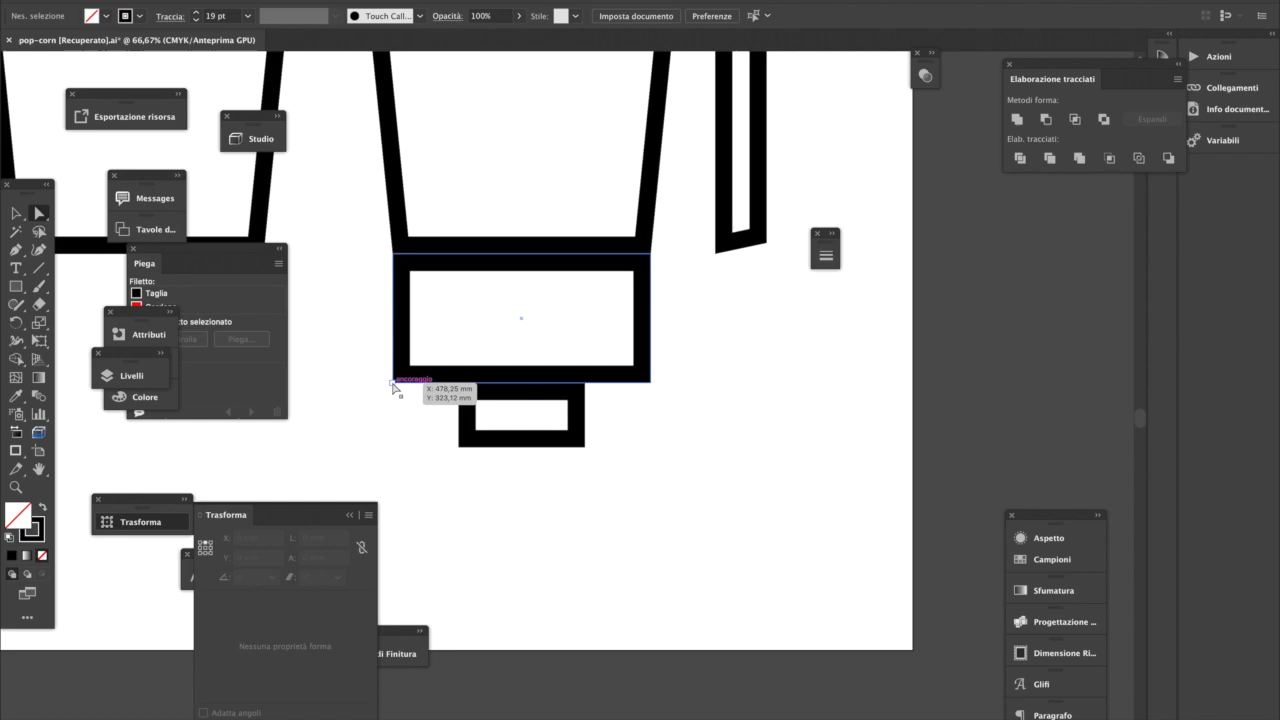 Nes. selezione
Traccia:
19 pt
Touch Call...
Opacità:
100%
Stile:
Imposta documento
Preferenze
pop-corn [Recuperato].ai* @ 66,67% (CMYK/Anteprima GPU)
Esportazione risorsa
Studio
Messages
Tavole d...
Piega
Filetto:
Taglia
Attributi
Livelli
Colore
to selezionato
Piega...
ancoraggio
X: 478,25 mm
Y: 323,12 mm
Trasforma
Trasforma
X:
L:
Y:
A:
Nessuna proprietà forma
Adatta angoli
di Finitura
Elaborazione tracciati
Metodi forma:
Espandi
Elab. tracciati:
Azioni
Collegamenti
Info document...
Variabili
Aspetto
Campioni
Sfumatura
Progettazione ...
Dimensione Ri...
Glifi
Paragrafo